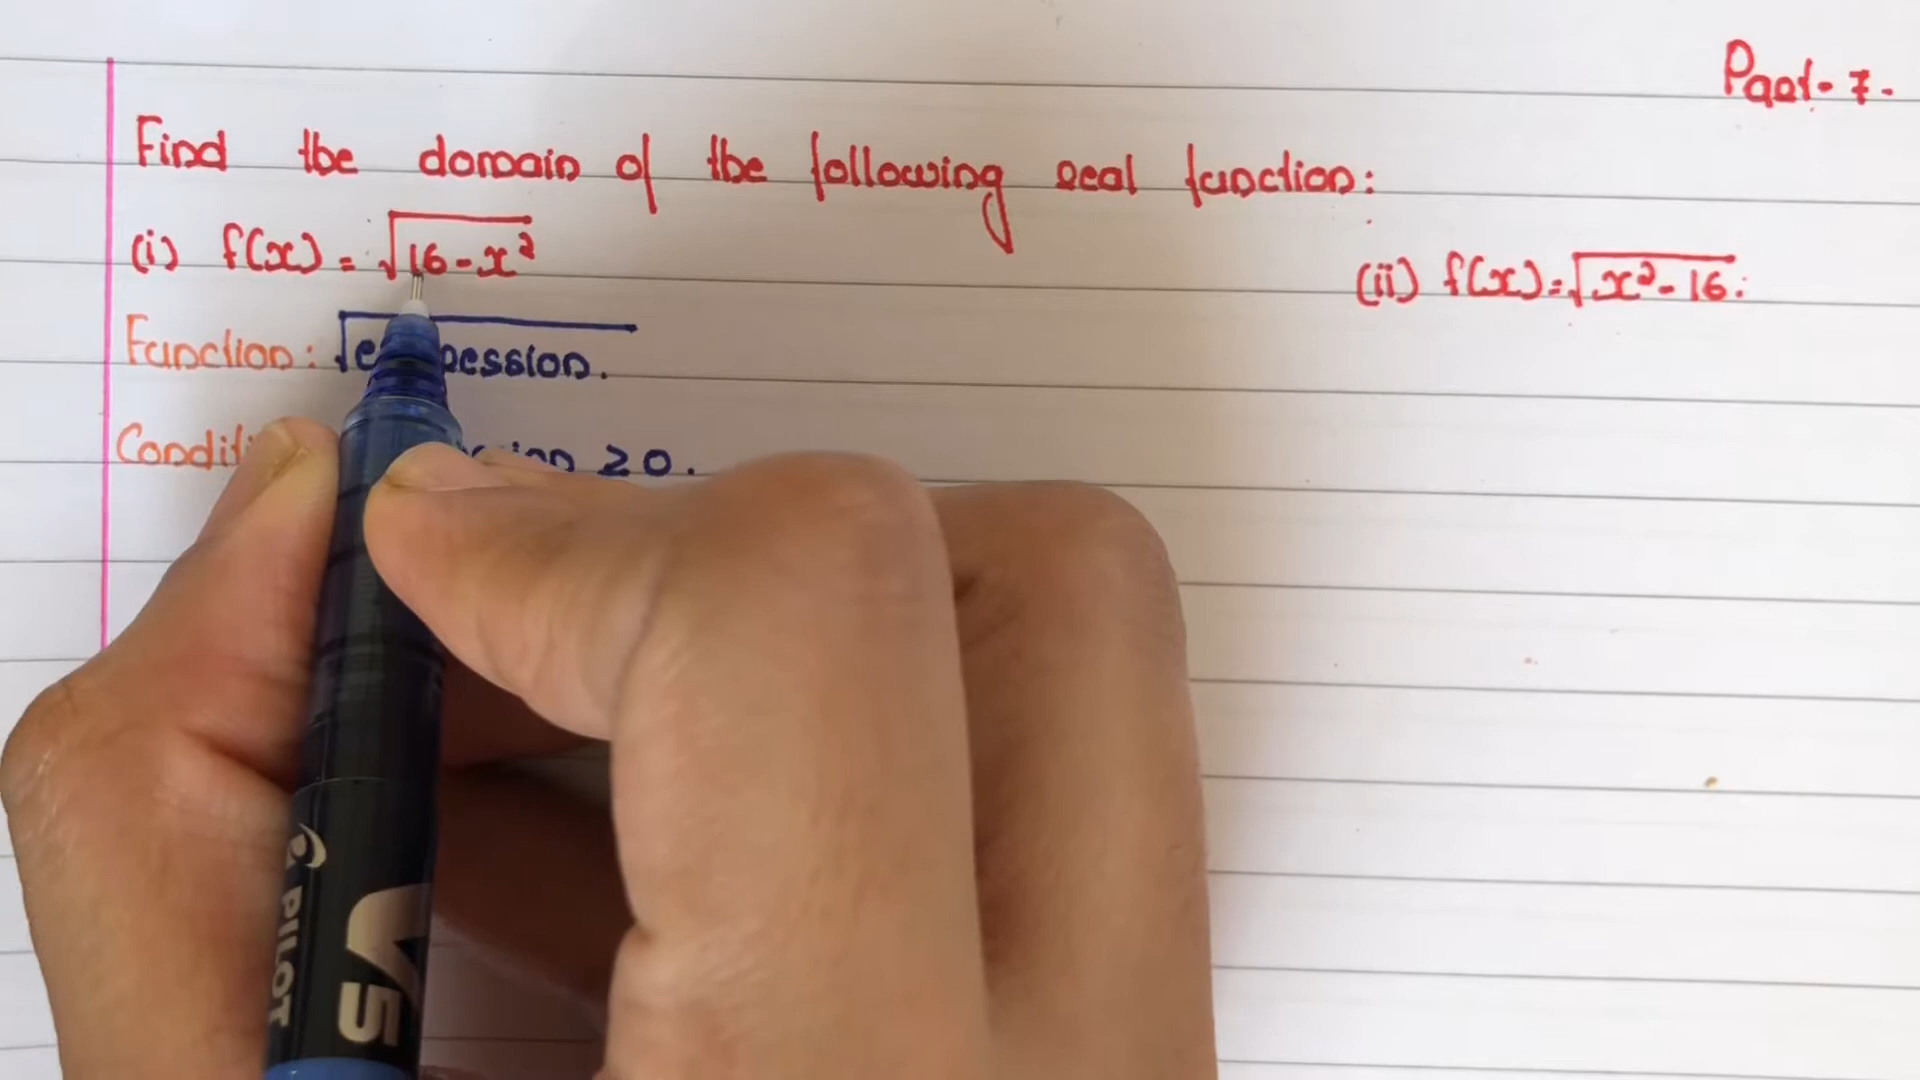 Part-7.
Find the domain of the following real function:
(i) f(x) = √16-x²
(ii) f(x) = √x²-16.
Function: √expression.
≥0.
PILOT
V5